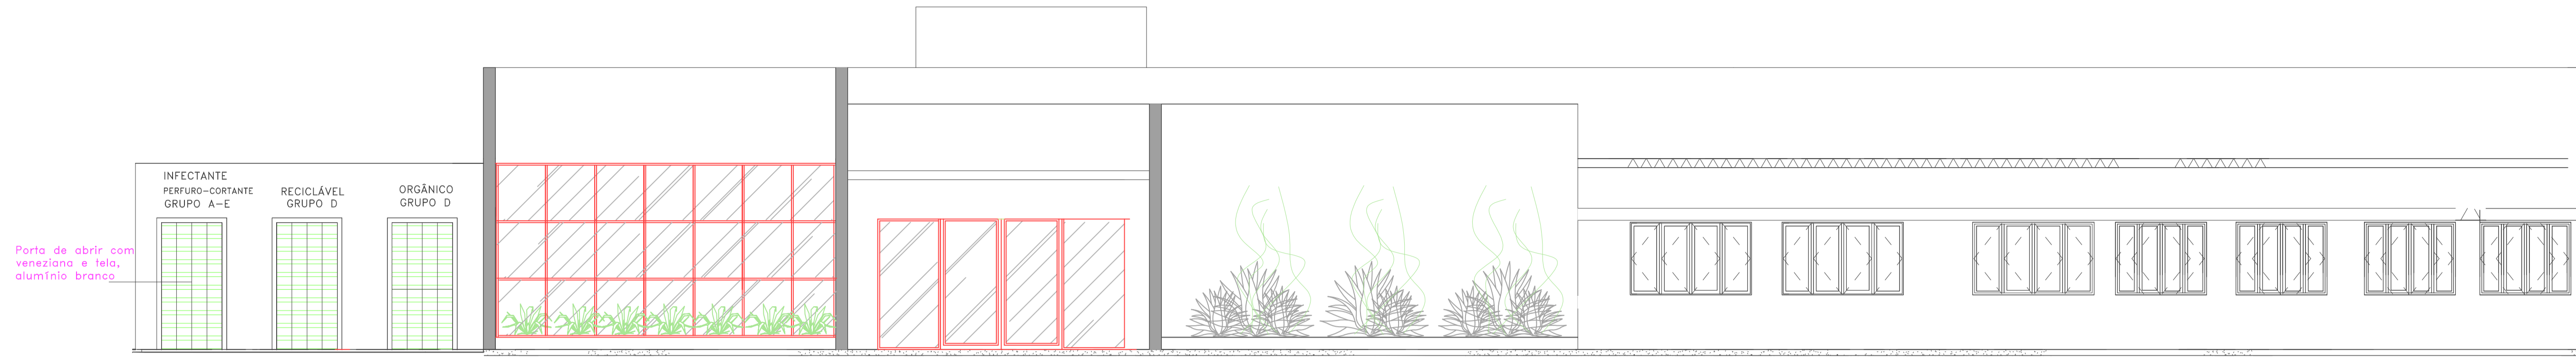 INFECTANTE
PERFURO-CORTANTE
GRUPO A-E
RECICLÁVEL
GRUPO D
ORGÂNICO
GRUPO D
Porta de abrir com
veneziana e tela,
alumínio branco